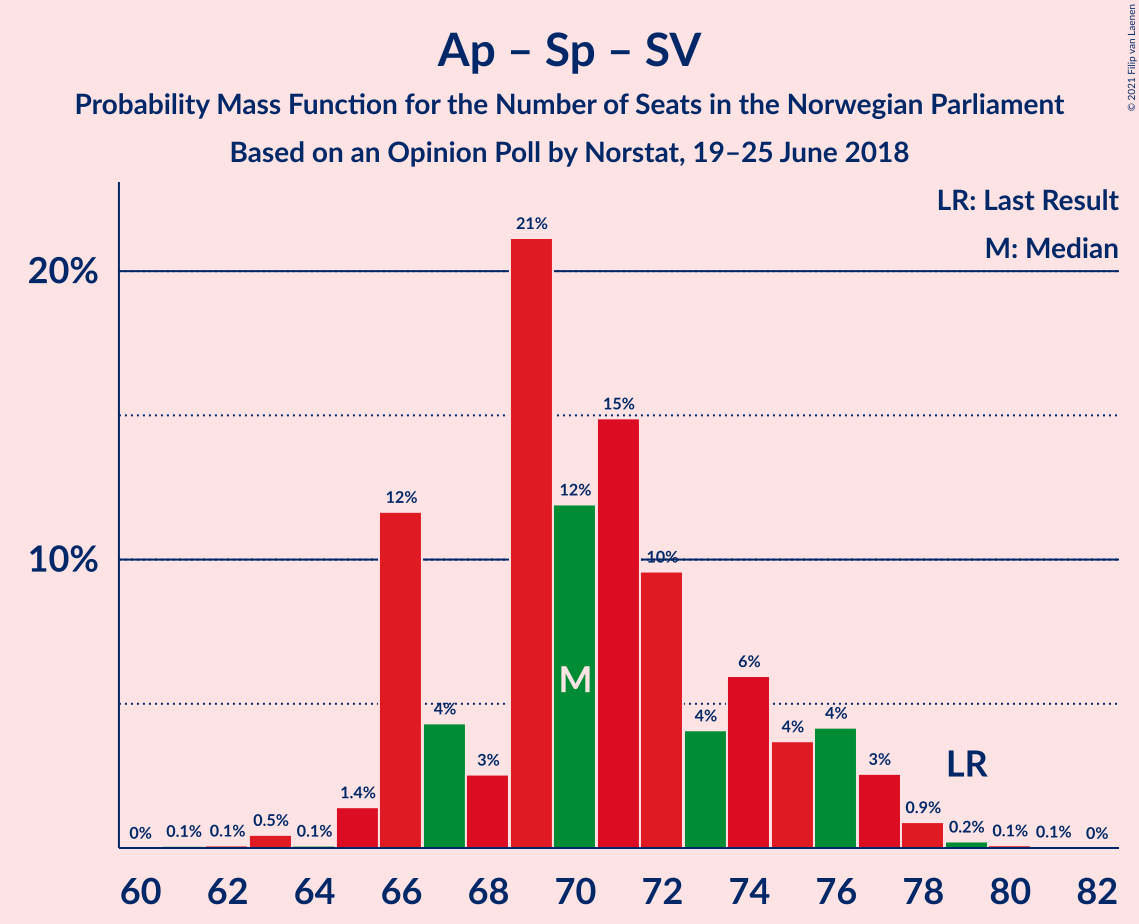 Ap – Sp – SV
Probability Mass Function for the Number of Seats in the Norwegian Parliament
Based on an Opinion Poll by Norstat, 19–25 June 2018
© 2021 Filip van Laenen
LR: Last Result
M: Median
20%
10%
0%
0.1%
0.1%
0.5%
0.1%
1.4%
12%
4%
3%
21%
12%
15%
10%
4%
6%
4%
4%
3%
0.9%
0.2%
0.1%
0.1%
0%
M
LR
60 62 64 66 68 70 72 74 76 78 80 82